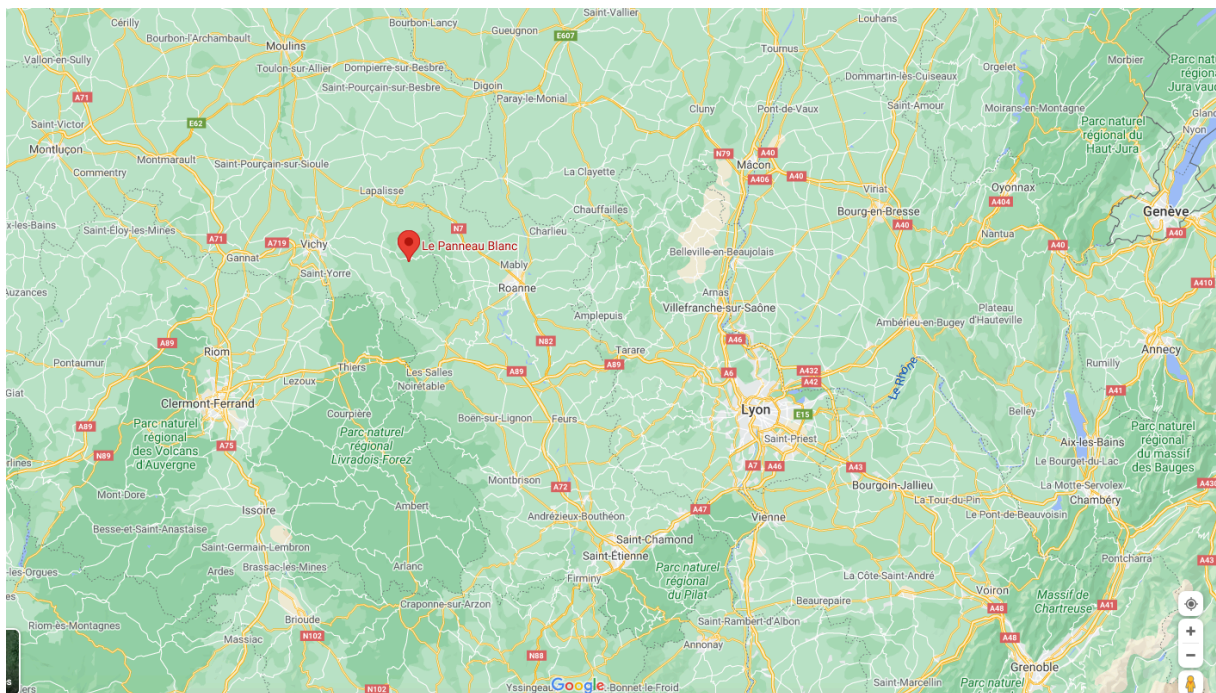 Cérilly
Bourbon-Lancy
Gueugnon
Saint-Vallier
Louhans
Bourbon-l'Archambault
Moulins
E607
Tournus
Morbier
Vallon-en-Sully
Toulon-sur-Allier
Dompierre-sur-Besbre
Digoin
Dommartin-lès-Cuiseaux
Orgelet
Saint-Pourçain-sur-Besbre
Paray-le-Monial
Cluny
Pont-de-Vaux
Saint-Amour
Moirans-en-Montagne
Parc nat
régional
Jura vaud
A71
Saint-Victor
E62
Parc naturel
régional du
Haut-Jura
Nyon
Montluçon
Montmarault
Saint-Pourçain-sur-Sioule
N79
A40
Mâcon
A406
A40
Commentry
Lapalisse
La Clayette
Viriat
Oyonnax
A404
Chauffailles
Bourg-en-Bresse
Genève
x-les-Bains
Saint-Éloy-les-Mines
A71
A719
Vichy
N7
Charlieu
A40
Nantua
A40
A40
Gannat
Le Panneau Blanc
Belleville-en-Beaujolais
Saint-Yorre
Mably
Roanne
A410
Auzances
Arnas
Villefranche-sur-Saône
Plateau
d'Hauteville
Amplepuis
Ambérieu-en-Bugey
A89
Riom
N82
A46
Annecy
Pontaumur
Thiers
Les Salles
Tarare
A89
A6
A432
Rumilly
Giat
Lezoux
Noirétable
A89
A42
Le Rhône
A41
Clermont-Ferrand
Courpière
Boën-sur-Lignon
Feurs
Lyon
E15
Belley
A89
Parc naturel
régional
des Volcans
d'Auvergne
A75
Parc naturel
régional
Livradois-Forez
Saint-Priest
Aix-les-Bains
Parc naturel
régional
du massif
des Bauges
N89
A7
A46
A43
Le Bourget-du-Lac
Mont-Dore
Montbrison
A72
Bourgoin-Jallieu
La Motte-Servolex
Issoire
Ambert
A47
La Tour-du-Pin
Chambéry
Besse-et-Saint-Anastaise
Andrézieux-Bouthéon
Vienne
Le Pont-de-Beauvoisin
Saint-Germain-Lembron
Saint-Chamond
Saint-Étienne
Pontcharra
les-Orgues
Ardes
Brassac-les-Mines
Arlanc
Firminy
Parc naturel
régional
du Pilat
La Côte-Saint-André
A43
Voiron
Massif de
Chartreuse
A41
Craponne-sur-Arzon
Beaurepaire
A48
Riom-ès-Montagnes
Brioude
Saint-Rambert-d'Albon
Massiac
N102
Annonay
A48
N88
Grenoble
N102
Yssingeau
Google
Bonnet-le-Froid
Saint-Marcellin
Parc naturel